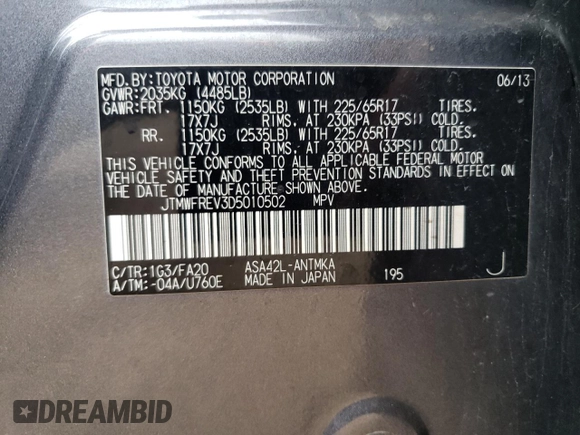 MFD.BY:TOYOTA MOTOR CORPORATION 06/13
GVWR:2035KG (4485LB)
GAWR:FRT. 1150KG (2535LB) WITH 225/65R17 TIRES.
17X7J RIMS. AT 230KPA (33PSI) COLD.
RR. 1150KG (2535LB) WITH 225/65R17 TIRES.
17X7J RIMS. AT 230KPA (33PSI) COLD.
THIS VEHICLE CONFORMS TO ALL APPLICABLE FEDERAL MOTOR
VEHICLE SAFETY AND THEFT PREVENTION STANDARDS IN EFFECT
ON THE DATE OF MANUFACTURE SHOWN ABOVE.
JTMWFREV3D5010502 MPV
C/TR:1G3/FA20 ASA42L-ANTMKA
A/TM:-04A/U760E MADE IN JAPAN 195 J
DREAMBID